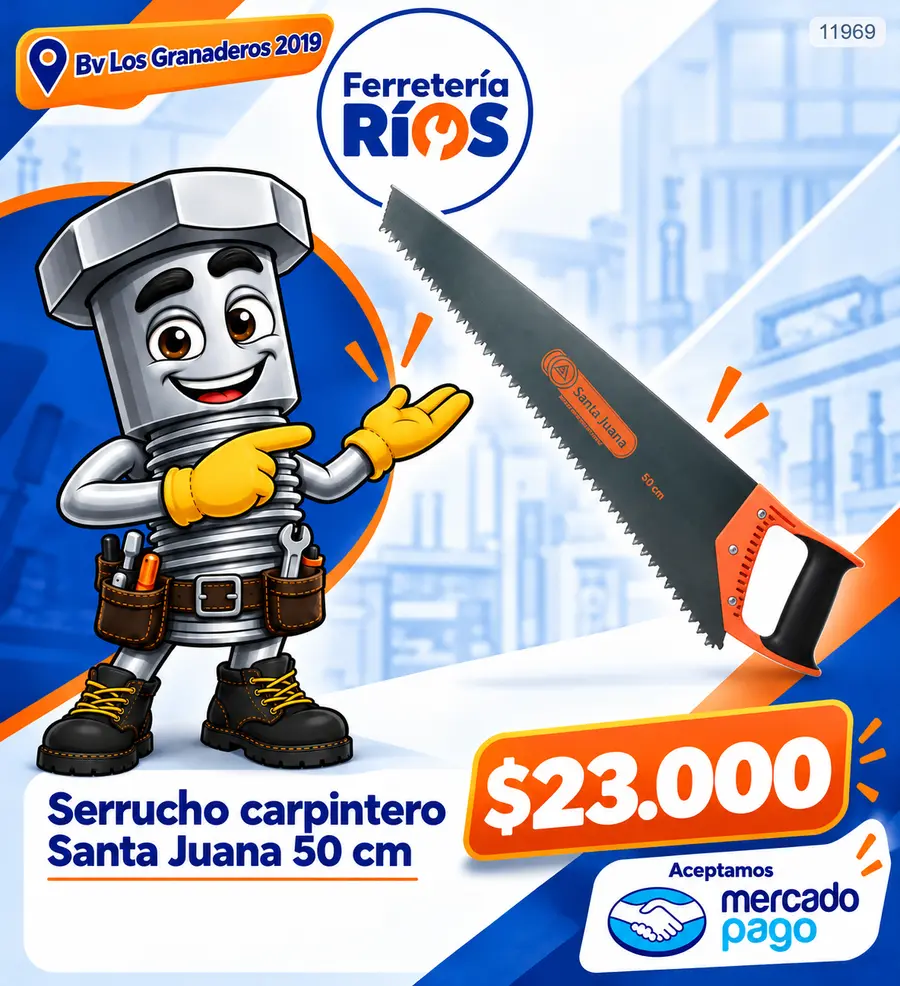 Bv Los Granaderos 2019
11969
Ferretería
RÍOS
Santa Juana
50 cm
Serrucho carpintero
Santa Juana 50 cm
$23.000
Aceptamos
mercado
pago